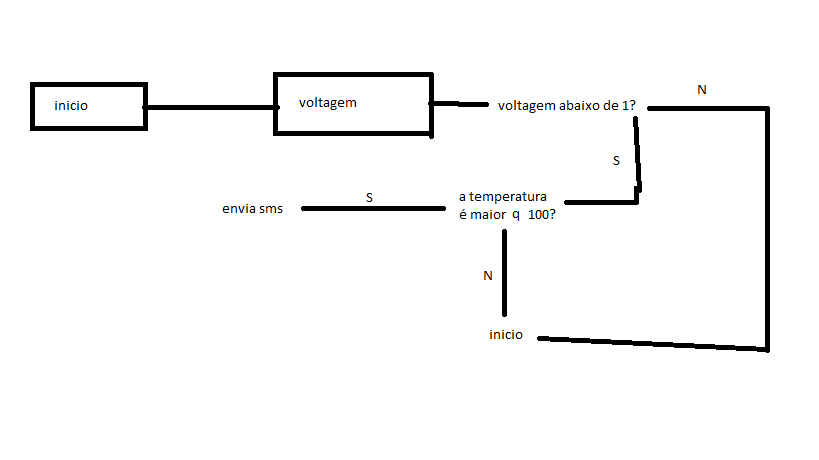 inicio
voltagem
voltagem abaixo de 1?
N
S
a temperatura
é maior q 100?
S
envia sms
N
inicio